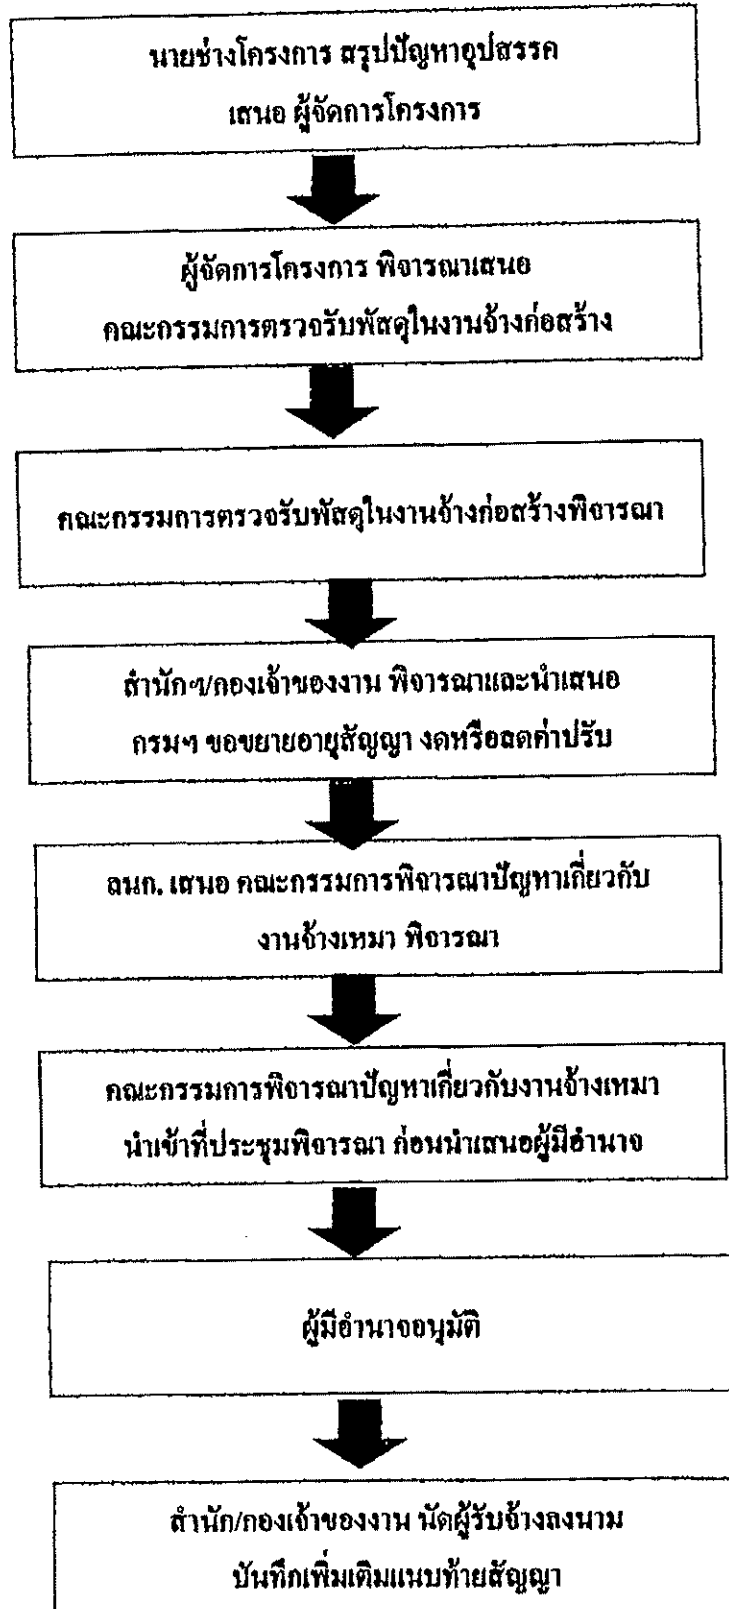 นายช่างโครงการ สรุปปัญหาอุปสรรค
เสนอ ผู้จัดการโครงการ
ผู้จัดการโครงการ พิจารณาเสนอ
คณะกรรมการตรวจรับพัสดุในงานจ้างก่อสร้าง
คณะกรรมการตรวจรับพัสดุในงานจ้างก่อสร้างพิจารณา
สำนักฯ/กองเจ้าของงาน พิจารณาและนำเสนอ
กรมฯ ขอขยายอายุสัญญา งดหรือลดค่าปรับ
ลนก. เสนอ คณะกรรมการพิจารณาปัญหาเกี่ยวกับ
งานจ้างเหมา พิจารณา
คณะกรรมการพิจารณาปัญหาเกี่ยวกับงานจ้างเหมา
นำเข้าที่ประชุมพิจารณา ก่อนนำเสนอผู้มีอำนาจ
ผู้มีอำนาจอนุมัติ
สำนัก/กองเจ้าของงาน นัดผู้รับจ้างลงนาม
บันทึกเพิ่มเติมแนบท้ายสัญญา